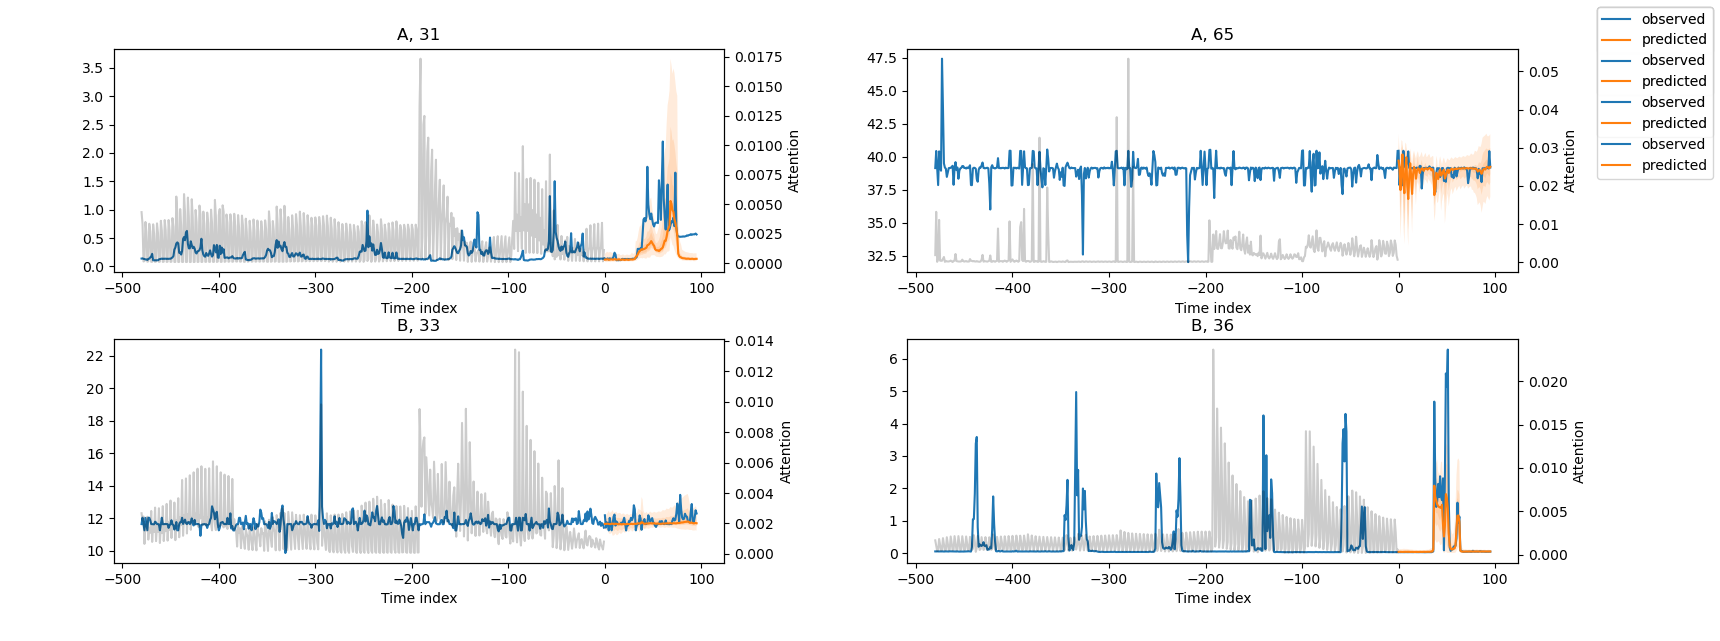 A, 31
3.5
3.0
2.5
2.0
1.5
1.0
0.5
0.0
0.0175
0.0150
0.0125
0.0100
0.0075
0.0050
0.0025
0.0000
Attention
−500 −400 −300 −200 −100 0 100
Time index
A, 65
47.5
45.0
42.5
40.0
37.5
35.0
32.5
0.05
0.04
0.03
0.02
0.01
0.00
Attention
−500 −400 −300 −200 −100 0 100
Time index
observed
predicted
observed
predicted
observed
predicted
observed
predicted
B, 33
22
20
18
16
14
12
10
0.014
0.012
0.010
0.008
0.006
0.004
0.002
0.000
Attention
−500 −400 −300 −200 −100 0 100
Time index
B, 36
6
5
4
3
2
1
0
0.020
0.015
0.010
0.005
0.000
Attention
−500 −400 −300 −200 −100 0 100
Time index